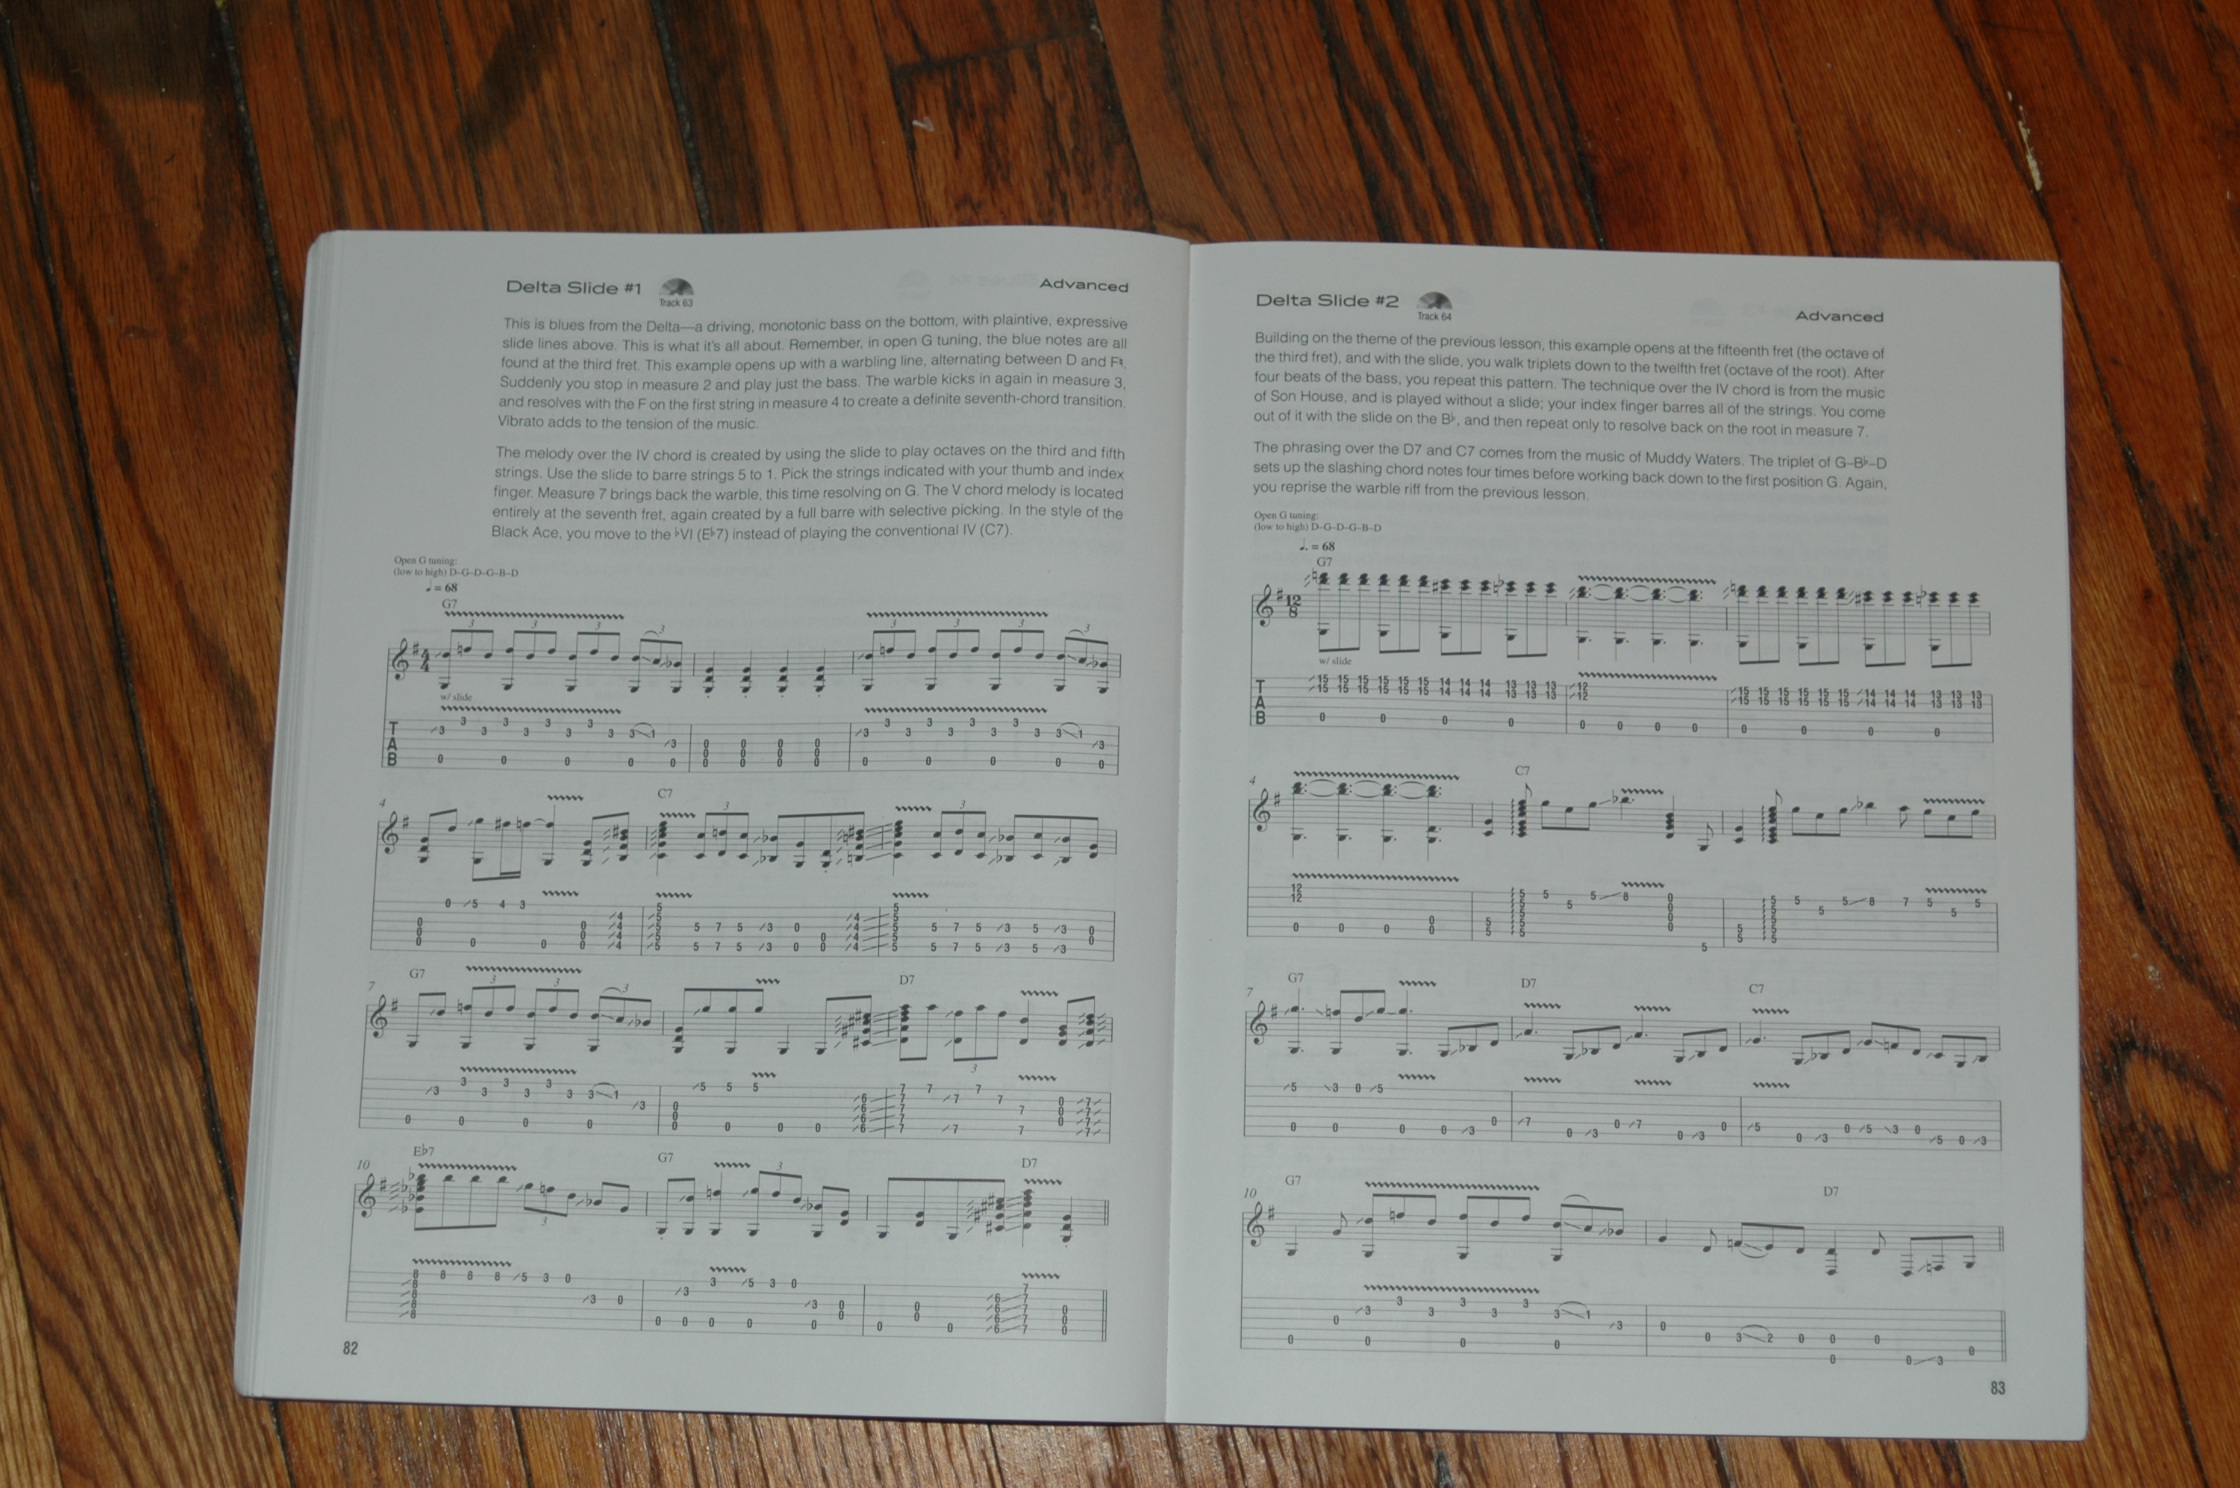 Delta Slide #1
Track 63
Advanced
This is blues from the Delta—a driving, monotonic bass on the bottom, with plaintive, expressive
slide lines above. This is what it's all about. Remember, in open G tuning, the blue notes are all
found at the third fret. This example opens up with a warbling line, alternating between D and F♮.
Suddenly you stop in measure 2 and play just the bass. The warble kicks in again in measure 3,
and resolves with the F on the first string in measure 4 to create a definite seventh-chord transition.
Vibrato adds to the tension of the music.
The melody over the IV chord is created by using the slide to play octaves on the third and fifth
strings. Use the slide to barre strings 5 to 1. Pick the strings indicated with your thumb and index
finger. Measure 7 brings back the warble, this time resolving on G. The V chord melody is located
entirely at the seventh fret, again created by a full barre with selective picking. In the style of the
Black Ace, you move to the ♭VI (E♭7) instead of playing the conventional IV (C7).
Open G tuning:
(low to high) D–G–D–G–B–D
♩ = 68
G7
w/ slide
4
C7
7
G7
D7
10
E♭7
G7
D7
82
Delta Slide #2
Track 64
Advanced
Building on the theme of the previous lesson, this example opens at the fifteenth fret (the octave of
the third fret), and with the slide, you walk triplets down to the twelfth fret (octave of the root). After
four beats of the bass, you repeat this pattern. The technique over the IV chord is from the music
of Son House, and is played without a slide; your index finger barres all of the strings. You come
out of it with the slide on the B♭, and then repeat only to resolve back on the root in measure 7.
The phrasing over the D7 and C7 comes from the music of Muddy Waters. The triplet of G–B♭–D
sets up the slashing chord notes four times before working back down to the first position G. Again,
you reprise the warble riff from the previous lesson.
Open G tuning:
(low to high) D–G–D–G–B–D
♩. = 68
G7
w/ slide
4
C7
7
G7
D7
C7
10
G7
D7
83